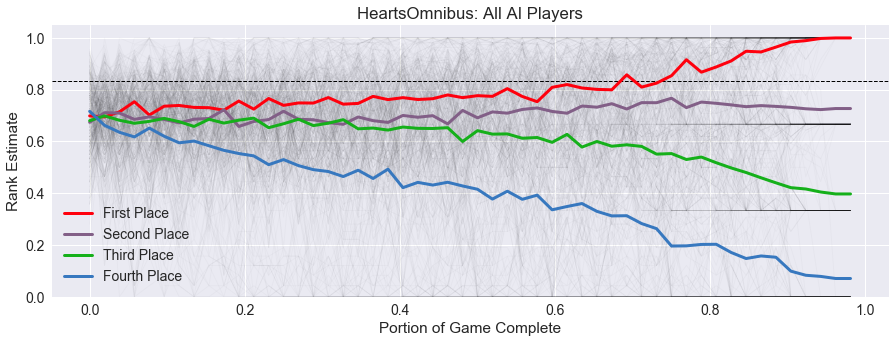 HeartsOmnibus: All AI Players
1.0
0.8
0.6
0.4
0.2
0.0
Rank Estimate
First Place
Second Place
Third Place
Fourth Place
0.0 0.2 0.4 0.6 0.8 1.0
Portion of Game Complete